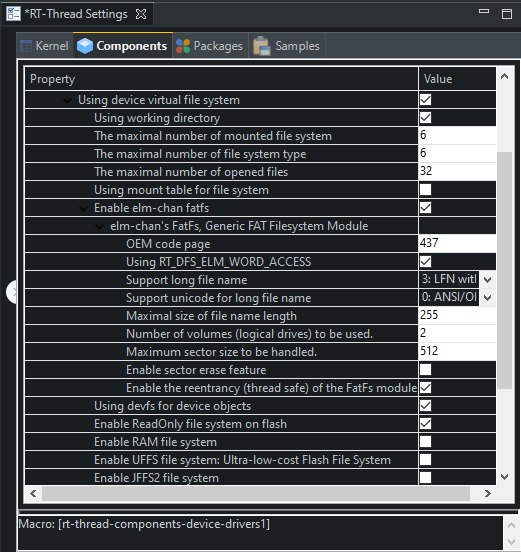 *RT-Thread Settings
Kernel Components Packages Samples
Property Value
Using device virtual file system
Using working directory
The maximal number of mounted file system 6
The maximal number of file system type 6
The maximal number of opened files 32
Using mount table for file system
Enable elm-chan fatfs
elm-chan's FatFs, Generic FAT Filesystem Module
OEM code page 437
Using RT_DFS_ELM_WORD_ACCESS
Support long file name 3: LFN witl
Support unicode for long file name 0: ANSI/OI
Maximal size of file name length 255
Number of volumes (logical drives) to be used. 2
Maximum sector size to be handled. 512
Enable sector erase feature
Enable the reentrancy (thread safe) of the FatFs module
Using devfs for device objects
Enable ReadOnly file system on flash
Enable RAM file system
Enable UFFS file system: Ultra-low-cost Flash File System
Enable JFFS2 file system
Macro: [rt-thread-components-device-drivers1]